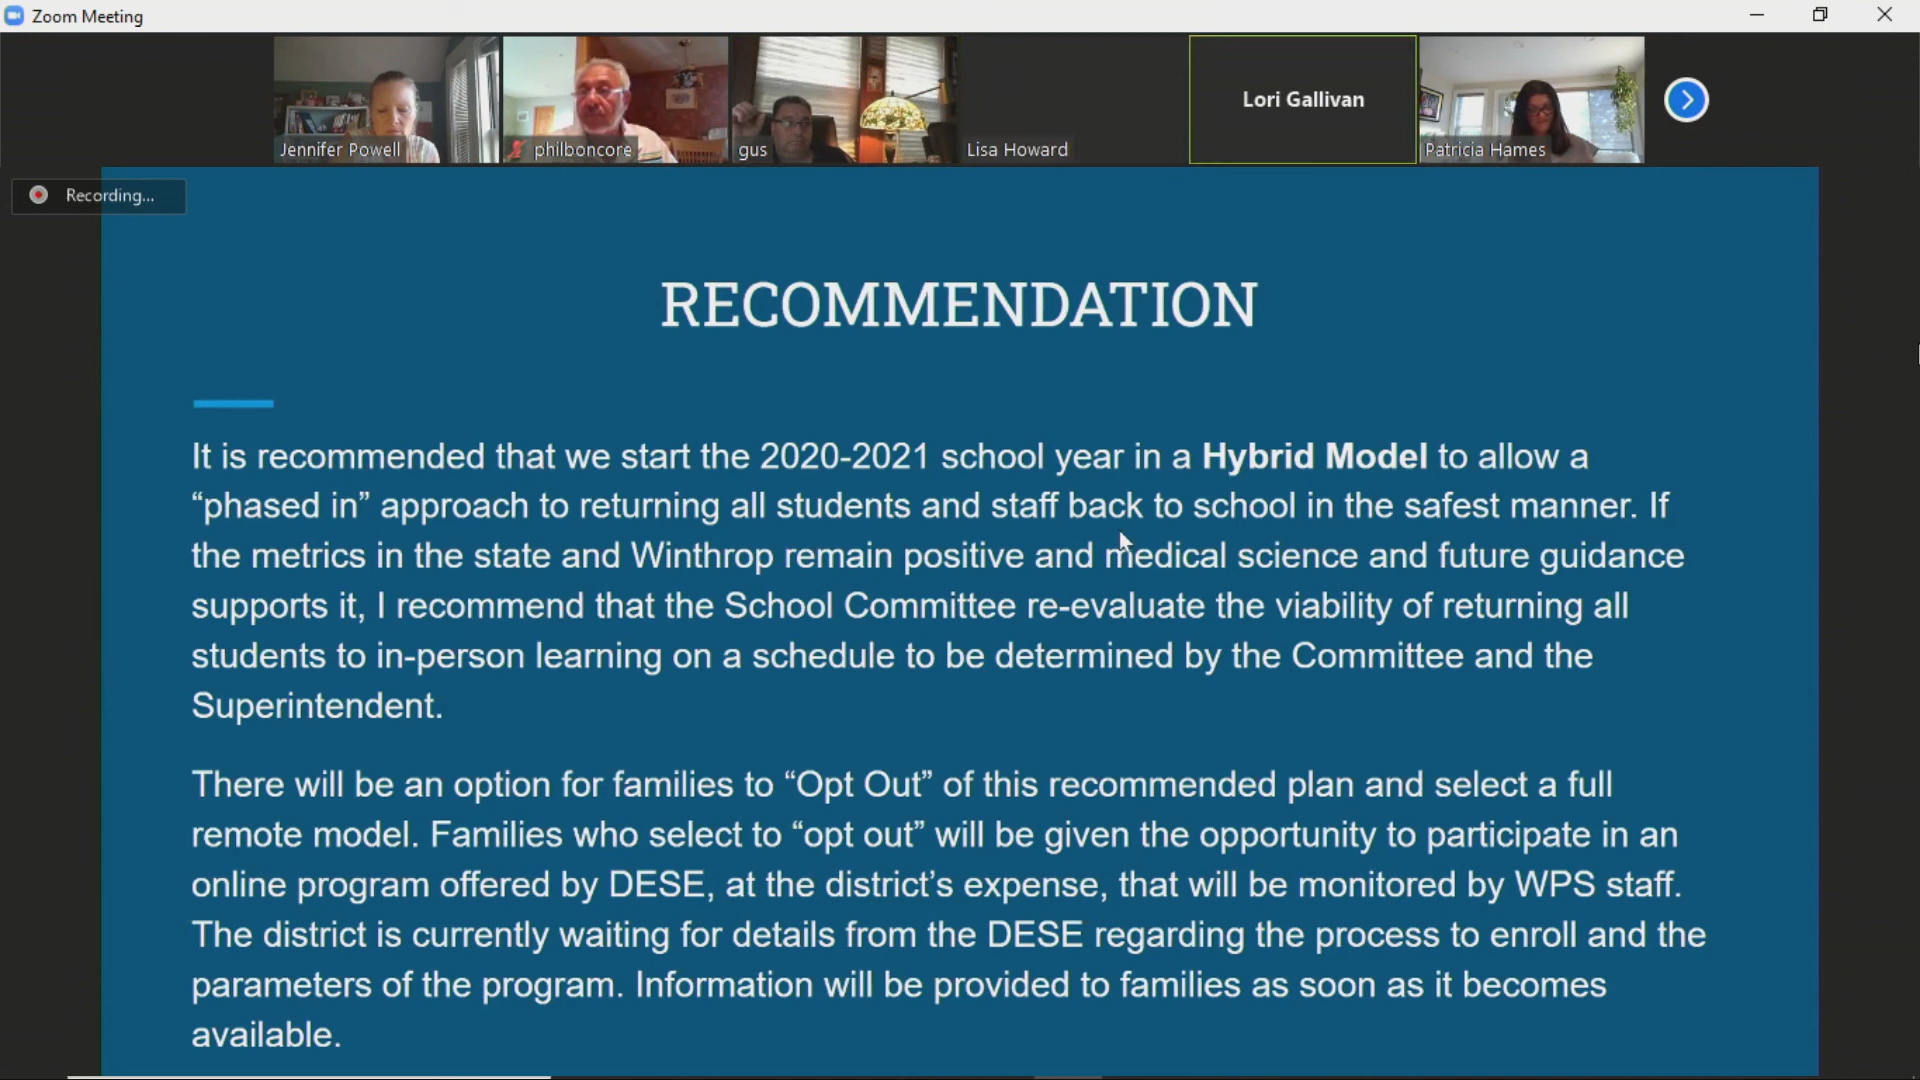 Zoom Meeting
Jennifer Powell
philboncore
gus
Lisa Howard
Lori Gallivan
Patricia Hames
Recording...
RECOMMENDATION
It is recommended that we start the 2020-2021 school year in a Hybrid Model to allow a
“phased in” approach to returning all students and staff back to school in the safest manner. If
the metrics in the state and Winthrop remain positive and medical science and future guidance
supports it, I recommend that the School Committee re-evaluate the viability of returning all
students to in-person learning on a schedule to be determined by the Committee and the
Superintendent.
There will be an option for families to “Opt Out” of this recommended plan and select a full
remote model. Families who select to “opt out” will be given the opportunity to participate in an
online program offered by DESE, at the district’s expense, that will be monitored by WPS staff.
The district is currently waiting for details from the DESE regarding the process to enroll and the
parameters of the program. Information will be provided to families as soon as it becomes
available.